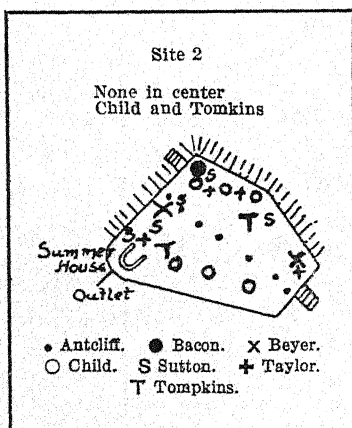 Site 2
None in center
Child and Tomkins
S
S
T S
S S
T
Summer
House
Outlet
• Antcliff. ● Bacon. × Beyer.
○ Child. S Sutton. + Taylor.
T Tompkins.